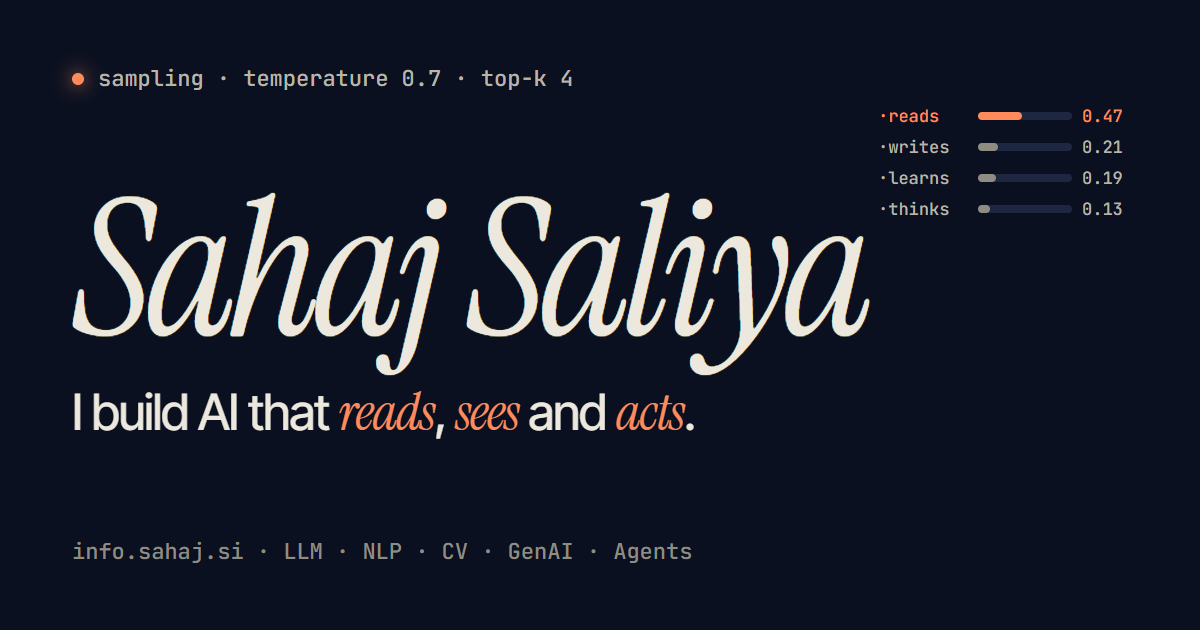 sampling · temperature 0.7 · top-k 4
·reads 0.47
·writes 0.21
·learns 0.19
·thinks 0.13
Sahaj Saliya
I build AI that reads, sees and acts.
info.sahaj.si · LLM · NLP · CV · GenAI · Agents